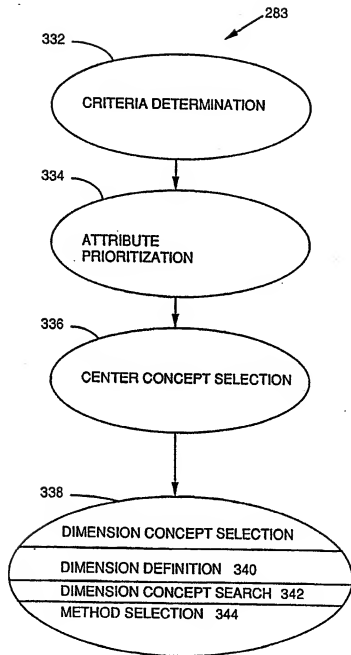 283
332
CRITERIA DETERMINATION
334
ATTRIBUTE
PRIORITIZATION
336
CENTER CONCEPT SELECTION
338
DIMENSION CONCEPT SELECTION
DIMENSION DEFINITION 340
DIMENSION CONCEPT SEARCH 342
METHOD SELECTION 344